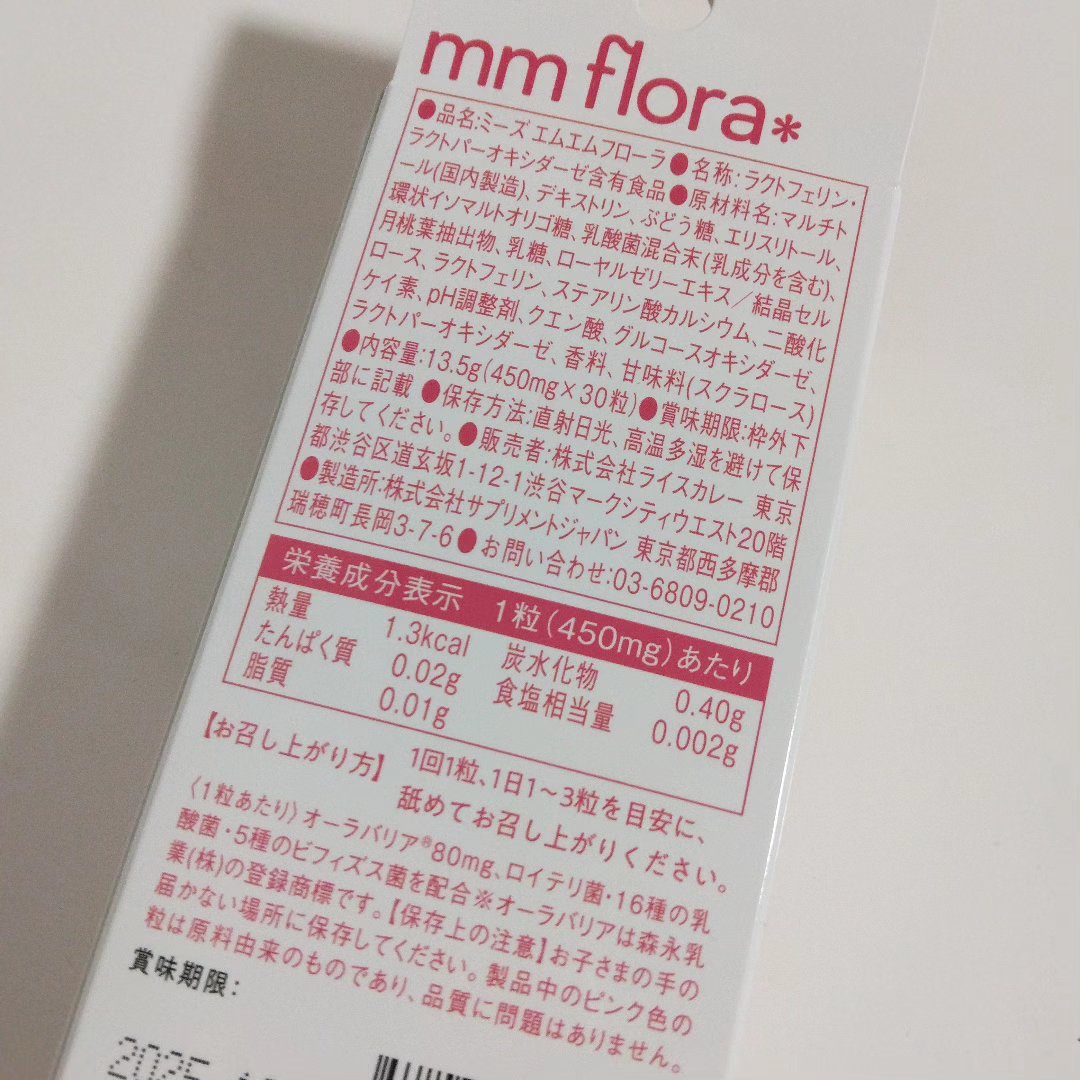 mm flora*
●品名:ミーズ エムエムフローラ●名称:ラクトフェリン・
ラクトパーオキシダーゼ含有食品●原材料名:マルチト
ール(国内製造)、デキストリン、ぶどう糖、エリスリトール、
環状イソマルトオリゴ糖、乳酸菌混合末(乳成分を含む)、
月桃葉抽出物、乳糖、ローヤルゼリーエキス／結晶セル
ロース、ラクトフェリン、ステアリン酸カルシウム、二酸化
ケイ素、pH調整剤、クエン酸、グルコースオキシダーゼ、
ラクトパーオキシダーゼ、香料、甘味料(スクラロース)
●内容量:13.5g(450mg×30粒)●賞味期限:枠外下
部に記載 ●保存方法:直射日光、高温多湿を避けて保
存してください。●販売者:株式会社ライスカレー 東京
都渋谷区道玄坂1-12-1渋谷マークシティウエスト20階
●製造所:株式会社サプリメントジャパン 東京都西多摩郡
瑞穂町長岡3-7-6●お問い合わせ:03-6809-0210
栄養成分表示 1粒(450mg)あたり
熱量 1.3kcal 炭水化物 0.40g
たんぱく質 0.02g 食塩相当量 0.002g
脂質 0.01g
【お召し上がり方】 1回1粒、1日1〜3粒を目安に、
舐めてお召し上がりください。
〈1粒あたり〉オーラバリア®80mg、ロイテリ菌・16種の乳
酸菌・5種のビフィズス菌を配合※オーラバリアは森永乳
業(株)の登録商標です。【保存上の注意】お子さまの手の
届かない場所に保存してください。製品中のピンク色の
粒は原料由来のものであり、品質に問題はありません。
賞味期限:
2025